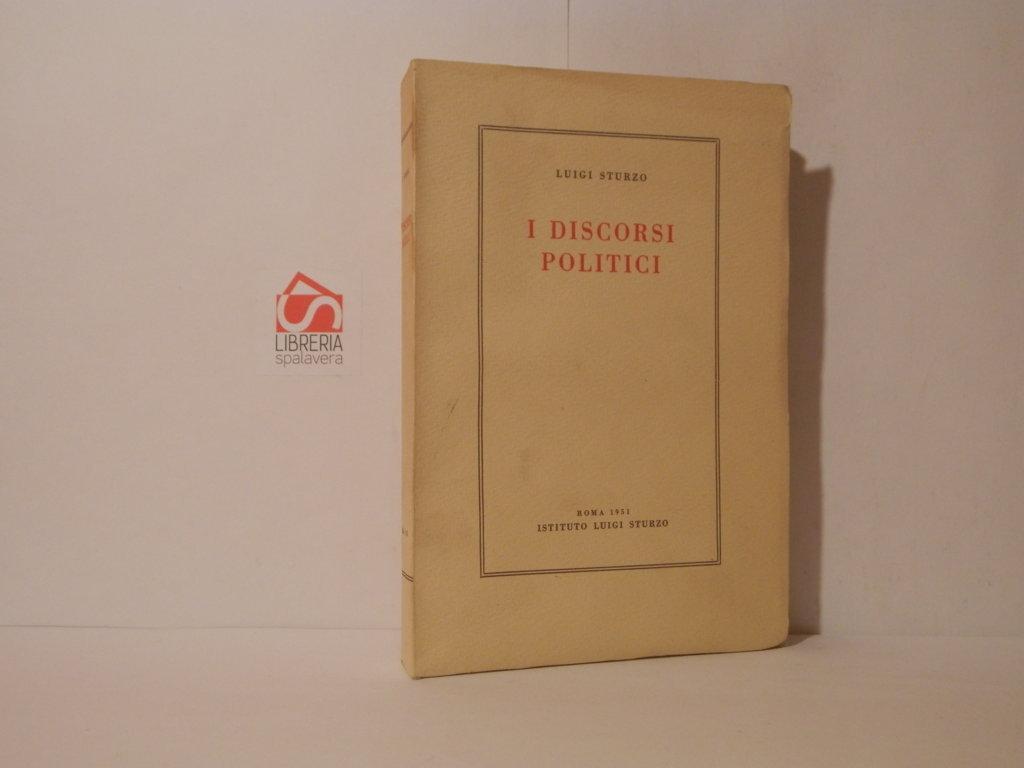 LUIGI STURZO
I DISCORSI
POLITICI
ROMA 1951
ISTITUTO LUIGI STURZO
LIBRERIA
spalavera